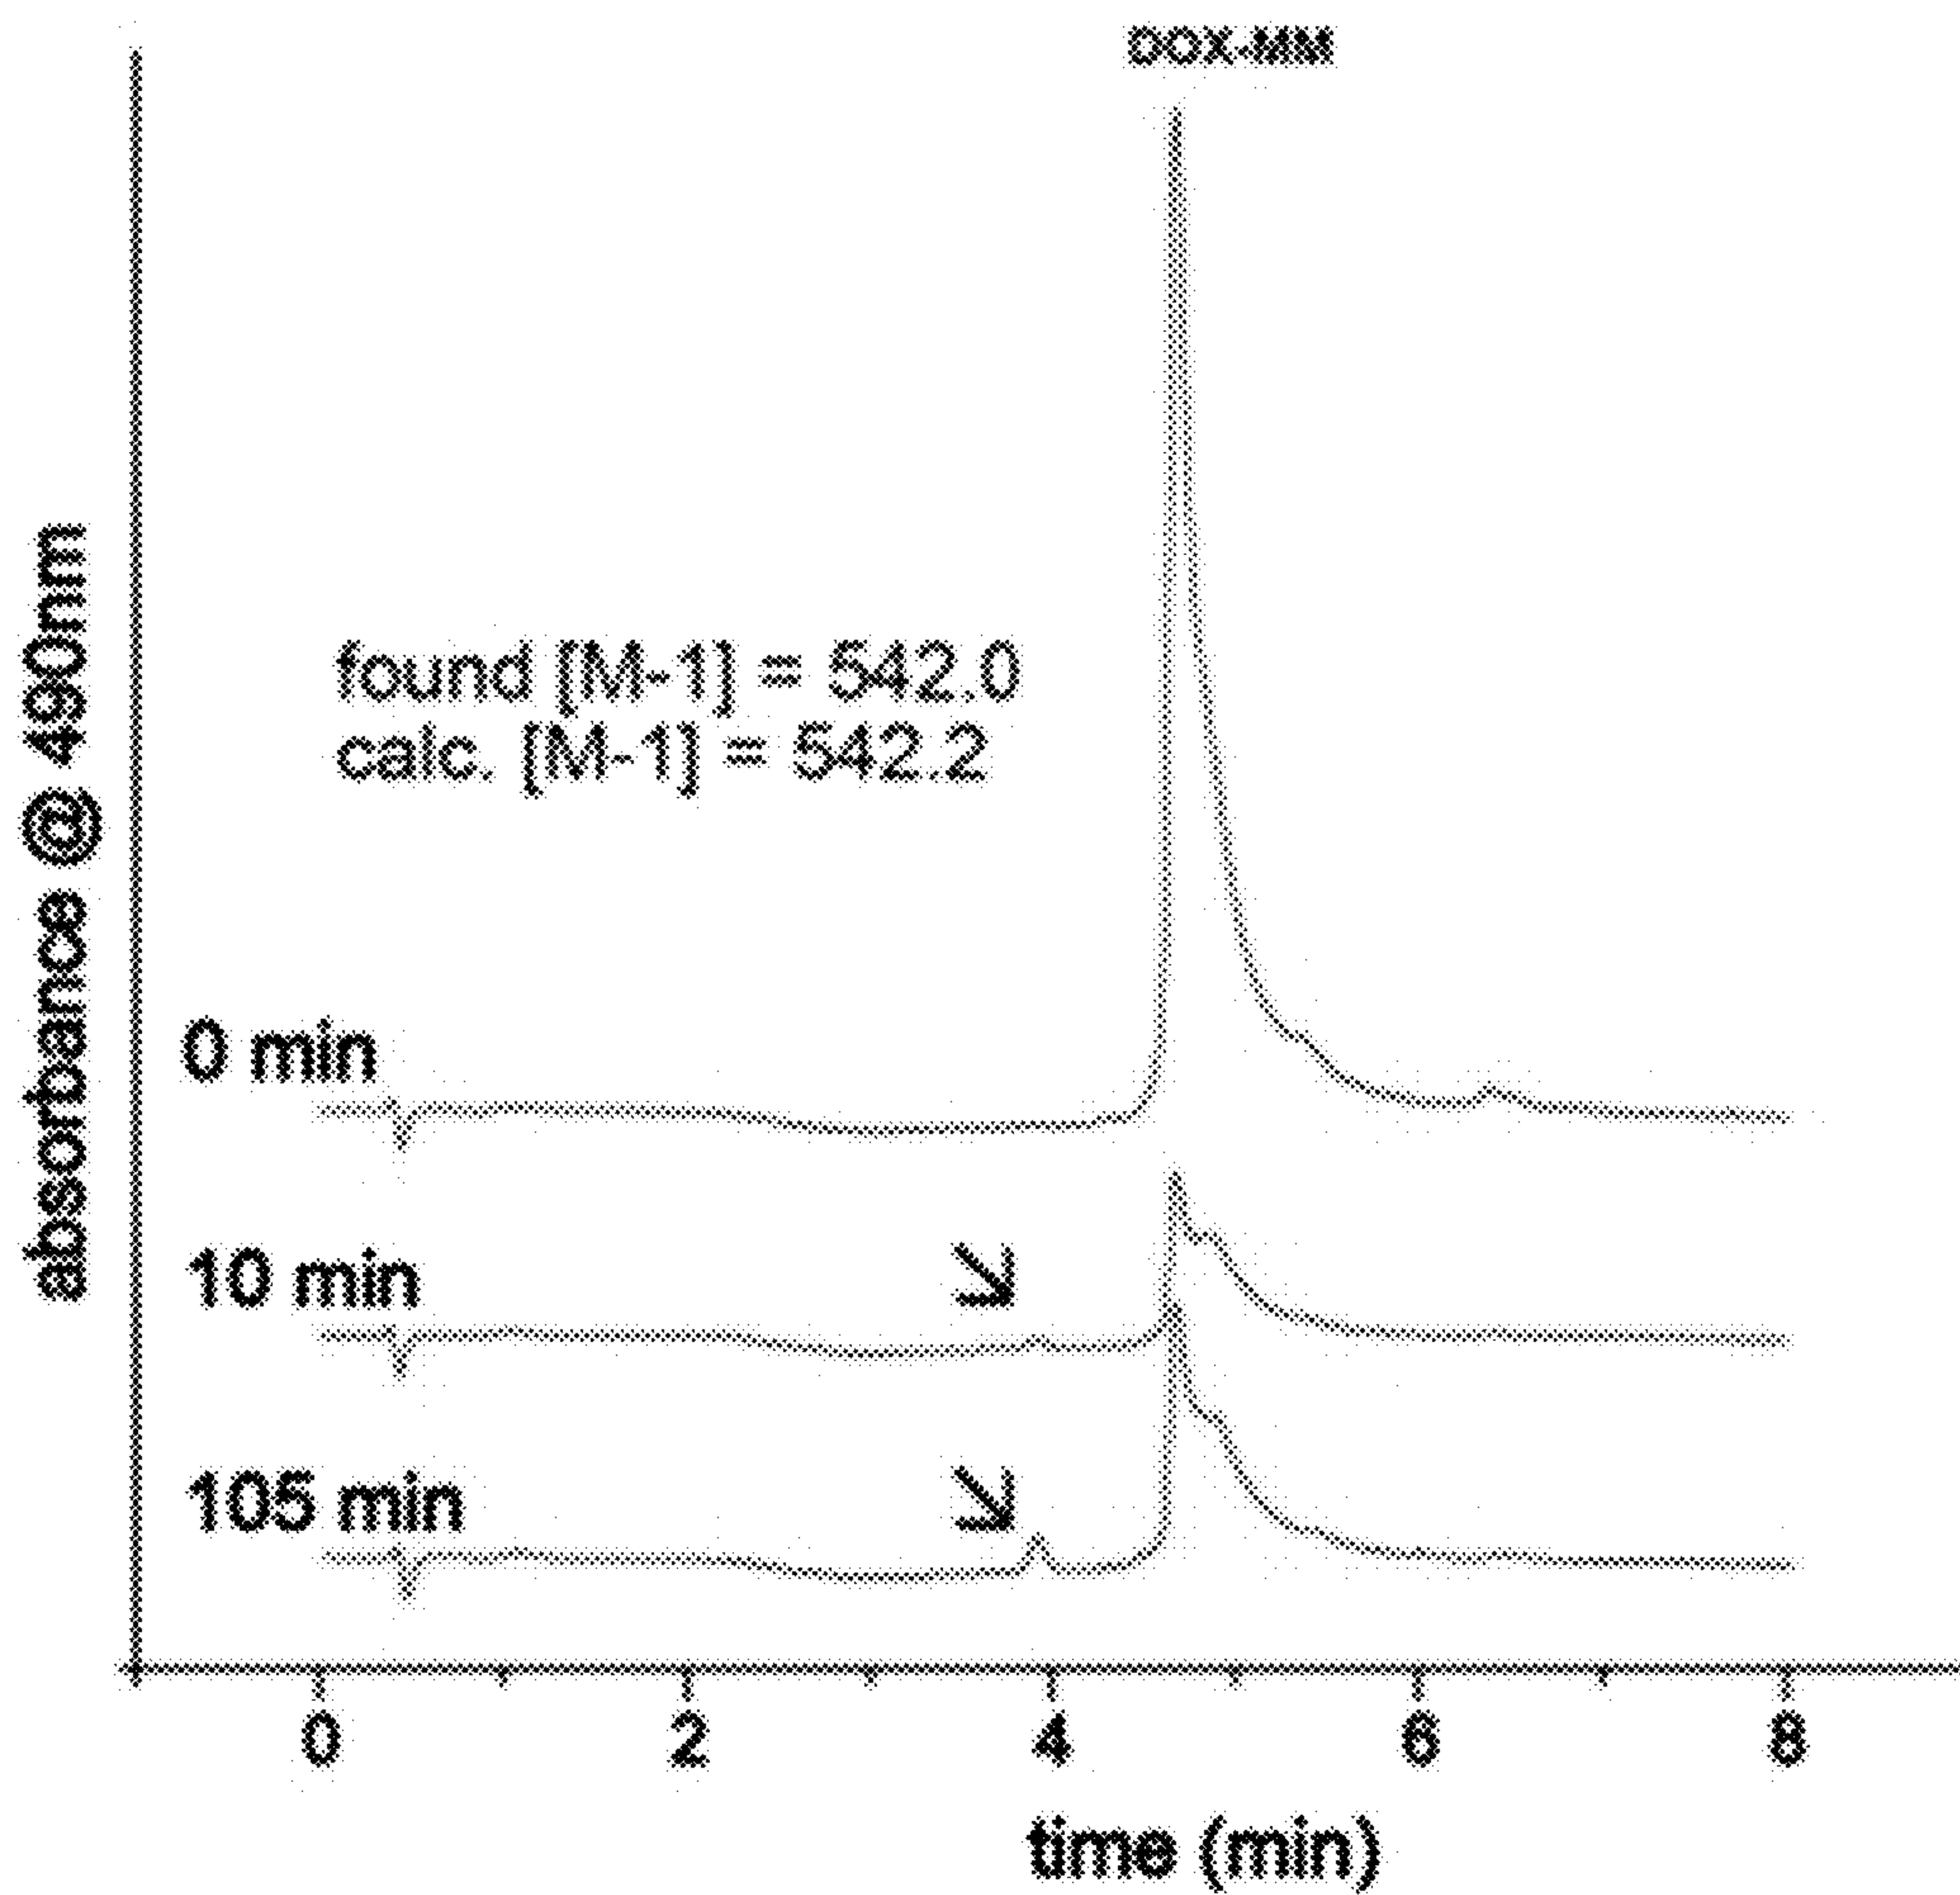 DOX-MM
absorbance @ 490nm
found [M-1] = 542.0
calc. [M-1] = 542.2
0 min
10 min
105 min
0 2 4 6 8
time (min)